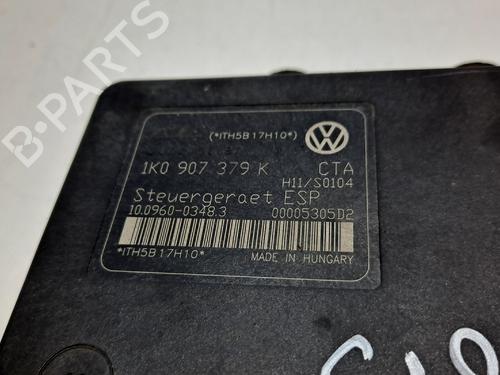 B-PARTS
(*ITH5B17H10*)
1K0 907 379 K CTA
H11/S0104
Steuergeraet ESP
10.0960-0348.3 00005305D2
*ITH5B17H10* MADE IN HUNGARY